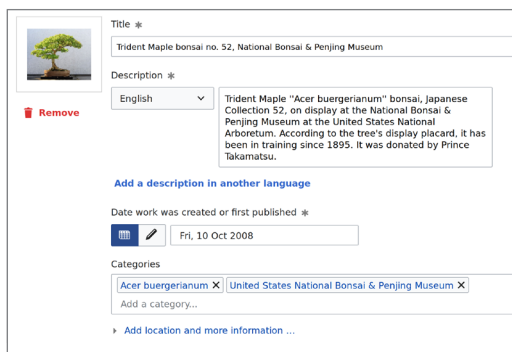 Title *
Trident Maple bonsai no. 52, National Bonsai & Penjing Museum
Description *
English
Trident Maple "Acer buergerianum" bonsai, Japanese
Collection 52, on display at the National Bonsai &
Penjing Museum at the United States National
Arboretum. According to the tree's display placard, it has
been in training since 1895. It was donated by Prince
Takamatsu.
Remove
Add a description in another language
Date work was created or first published *
Fri, 10 Oct 2008
Categories
Acer buergerianum × United States National Bonsai & Penjing Museum ×
Add a category...
Add location and more information ...